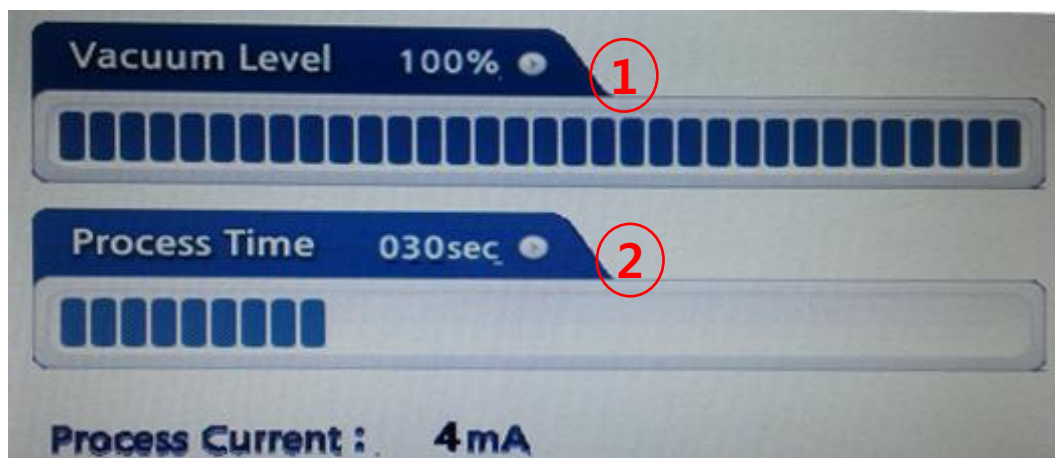 Vacuum Level 100% 1
Process Time 030sec 2
Process Current : 4mA